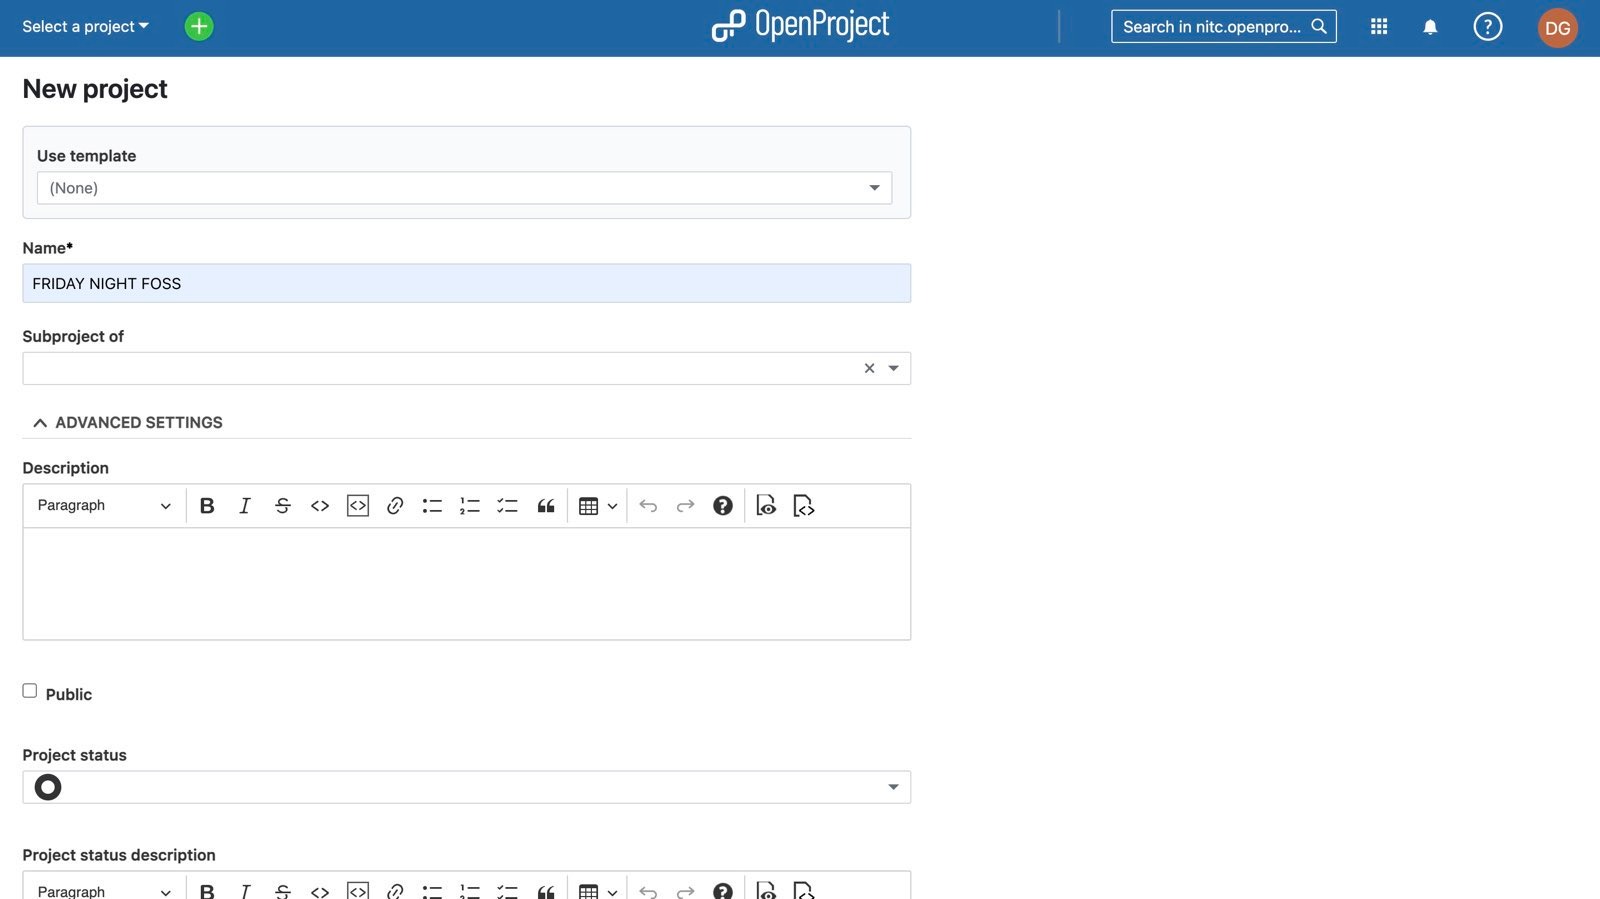 Select a project
OpenProject
Search in nitc.openpro...
DG
New project
Use template
(None)
Name*
FRIDAY NIGHT FOSS
Subproject of
ADVANCED SETTINGS
Description
Paragraph
Public
Project status
Project status description
Paragraph